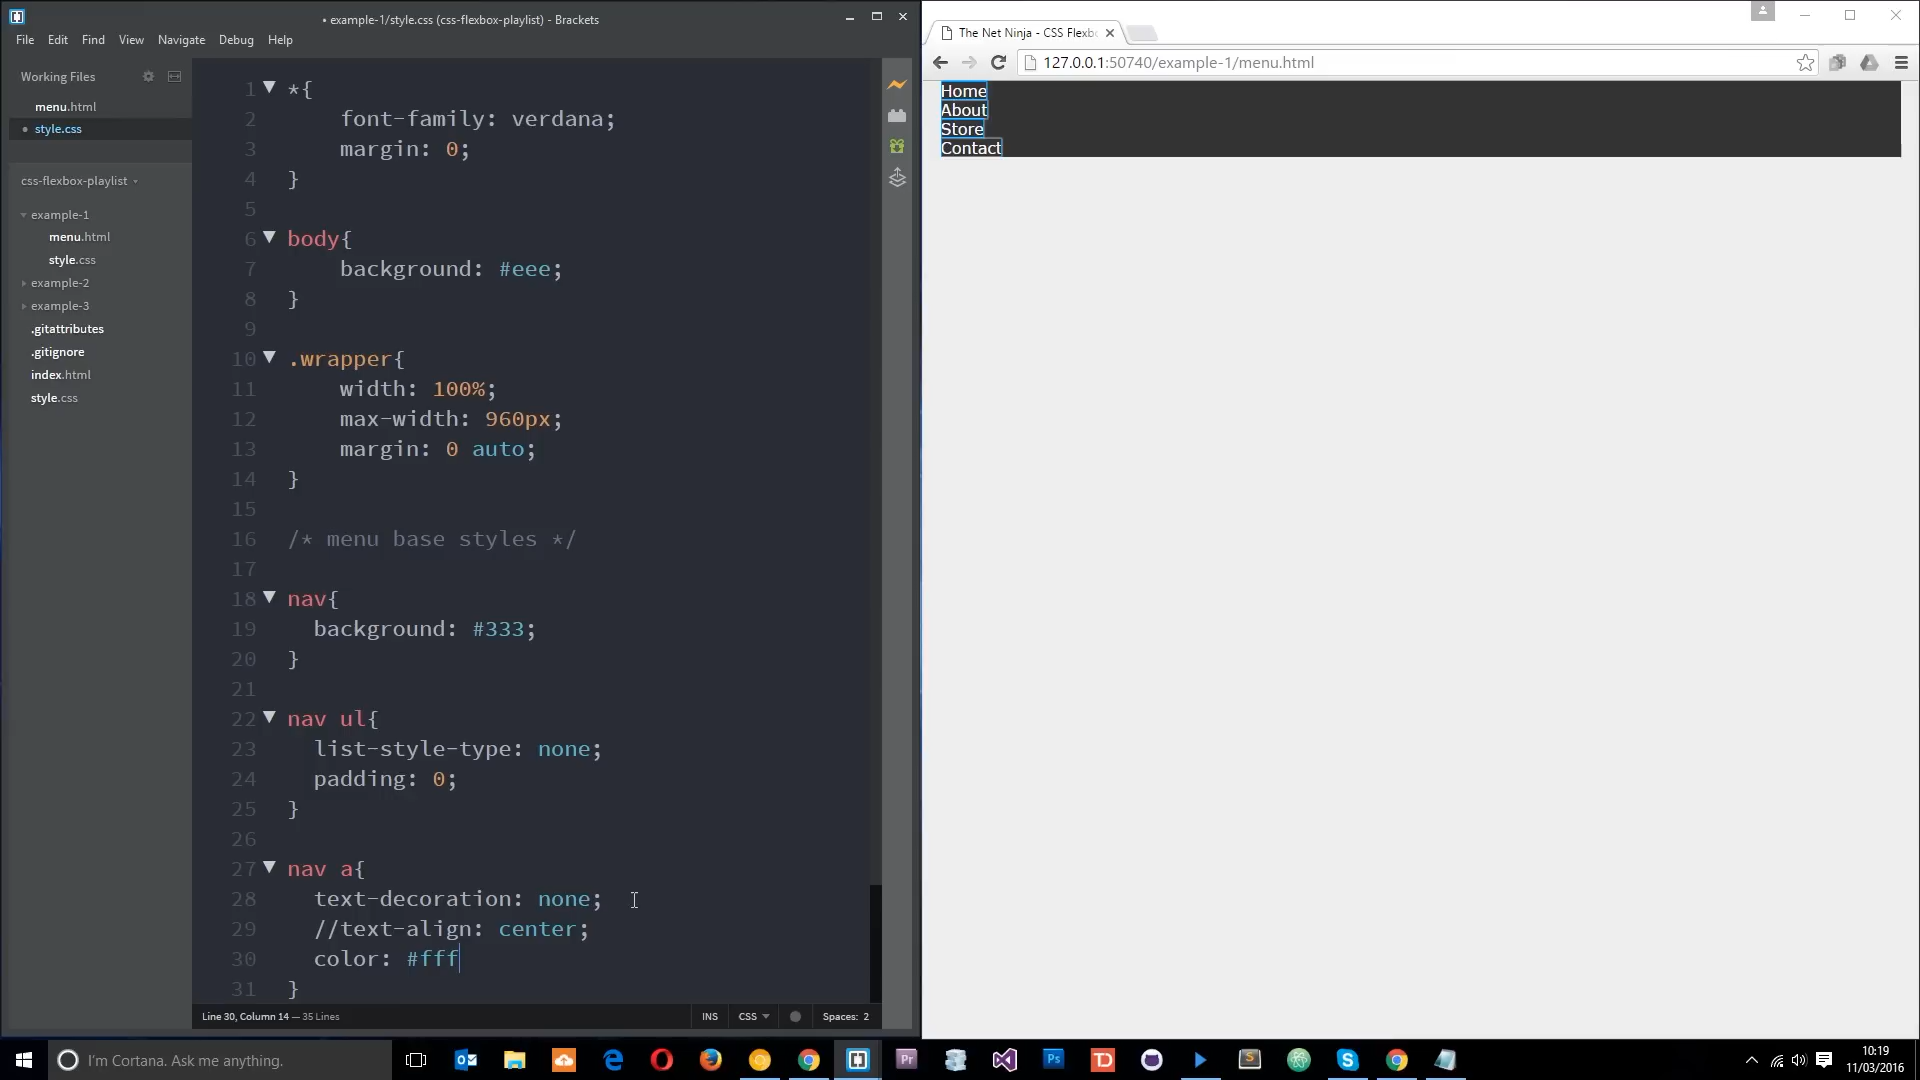 • example-1/style.css (css-flexbox-playlist) - Brackets
File Edit Find View Navigate Debug Help
Working Files
menu.html
style.css
css-flexbox-playlist
example-1
menu.html
style.css
example-2
example-3
.gitattributes
.gitignore
index.html
style.css
1 *{
2 font-family: verdana;
3 margin: 0;
4 }
5
6 body{
7 background: #eee;
8 }
9
10 .wrapper{
11 width: 100%;
12 max-width: 960px;
13 margin: 0 auto;
14 }
15
16 /* menu base styles */
17
18 nav{
19 background: #333;
20 }
21
22 nav ul{
23 list-style-type: none;
24 padding: 0;
25 }
26
27 nav a{
28 text-decoration: none;
29 //text-align: center;
30 color: #fff
31 }
Line 30, Column 14 — 35 Lines
INS CSS Spaces: 2
The Net Ninja - CSS Flexb
127.0.0.1:50740/example-1/menu.html
Home
About
Store
Contact
I'm Cortana. Ask me anything.
Pr
Ps
TD
S
10:19
11/03/2016